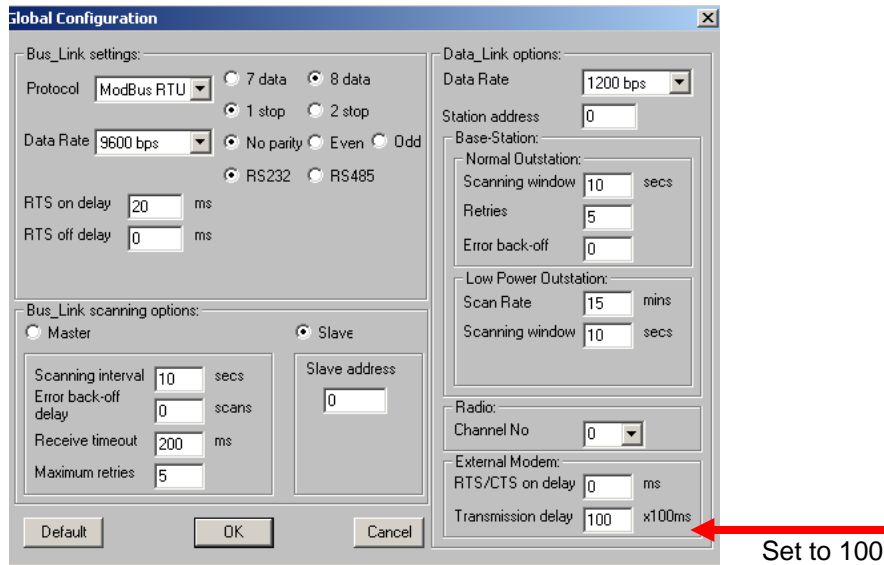 Global Configuration
Bus_Link settings:
Protocol ModBus RTU 7 data 8 data
1 stop 2 stop
Data Rate 9600 bps No parity Even Odd
RS232 RS485
RTS on delay 20 ms
RTS off delay 0 ms
Bus_Link scanning options:
Master Slave
Scanning interval 10 secs
Error back-off
delay 0 scans
Receive timeout 200 ms
Maximum retries 5
Slave address
0
Default OK Cancel
Data_Link options:
Data Rate 1200 bps
Station address 0
Base-Station:
Normal Outstation:
Scanning window 10 secs
Retries 5
Error back-off 0
Low Power Outstation:
Scan Rate 15 mins
Scanning window 10 secs
Radio:
Channel No 0
External Modem:
RTS/CTS on delay 0 ms
Transmission delay 100 x100ms
Set to 100